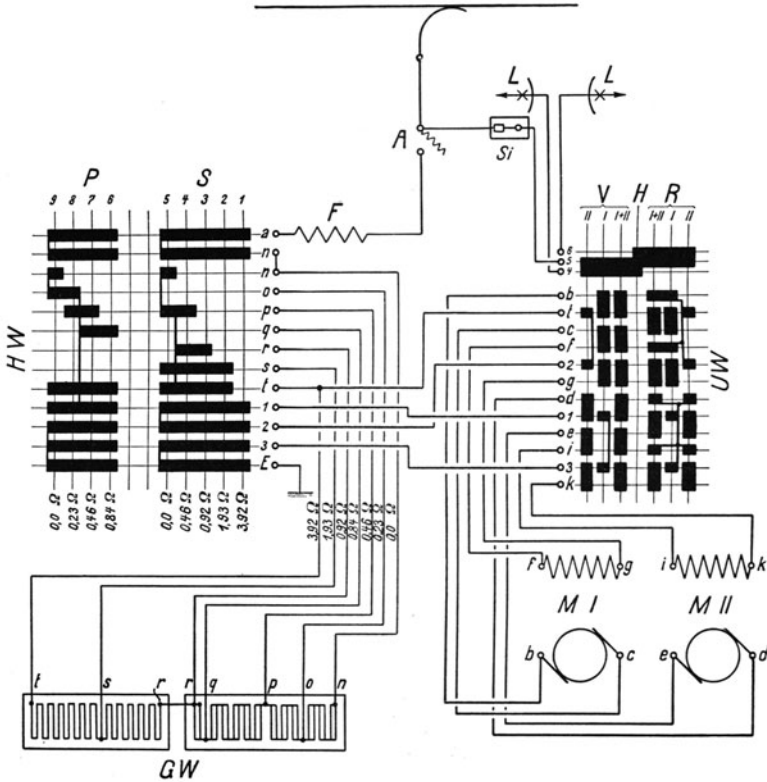 L L
A Si
P S
9 8 7 6 5 4 3 2 1
F
V H R
II I I+II I+II I II
a
n
n
o
p
q
r
s
t
1
2
3
E
HW
6
5
4
b
t
c
f
2
g
d
1
e
i
3
k
UW
0,0 Ω 0,23 Ω 0,46 Ω 0,84 Ω 0,0 Ω 0,46 Ω 0,92 Ω 1,93 Ω 3,92 Ω
3,92 Ω 1,93 Ω 0,92 Ω 0,84 Ω 0,46 Ω 0,23 Ω 0,0 Ω
f g i k
M I M II
b c e d
t s r r q p o n
GW